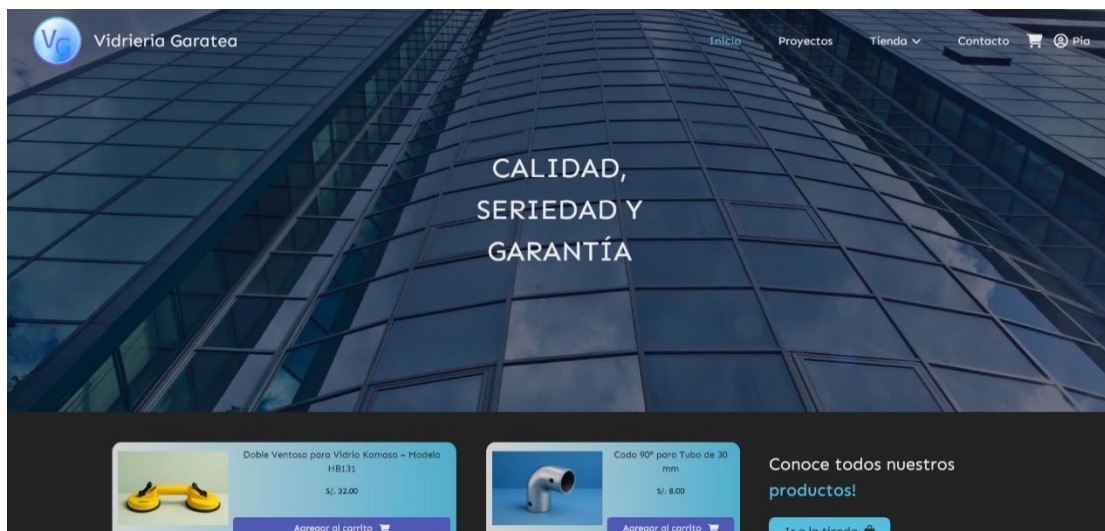 VG
Vidrieria Garatea
Inicio
Proyectos
Tienda
Contacto
Pia
CALIDAD,
SERIEDAD Y
GARANTÍA
Doble Ventosa para Vidrio Kamasa – Modelo
HB131
S/. 32.00
Agregar al carrito
Codo 90° para Tubo de 30
mm
S/. 8.00
Agregar al carrito
Conoce todos nuestros
productos!
Ir a la tienda